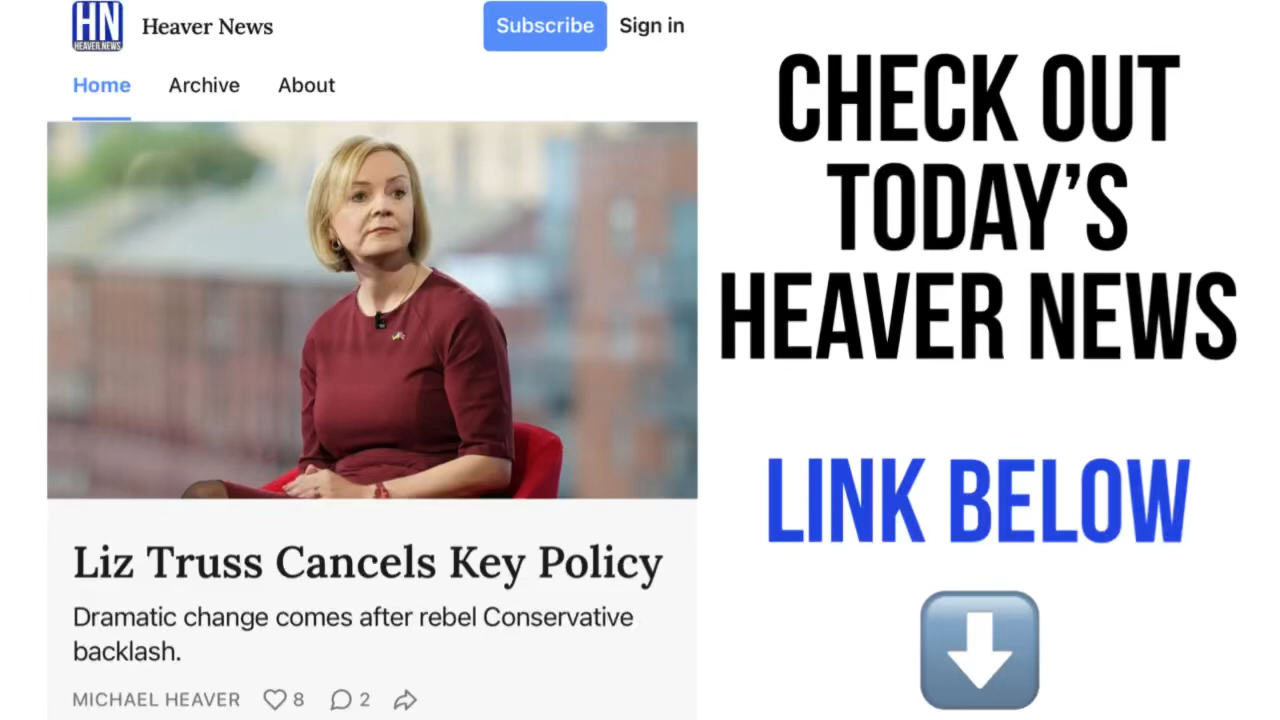 HN
HEAVER.NEWS
Heaver News
Subscribe
Sign in
Home
Archive
About
Liz Truss Cancels Key Policy
Dramatic change comes after rebel Conservative
backlash.
MICHAEL HEAVER
8
2
CHECK OUT
TODAY’S
HEAVER NEWS
LINK BELOW